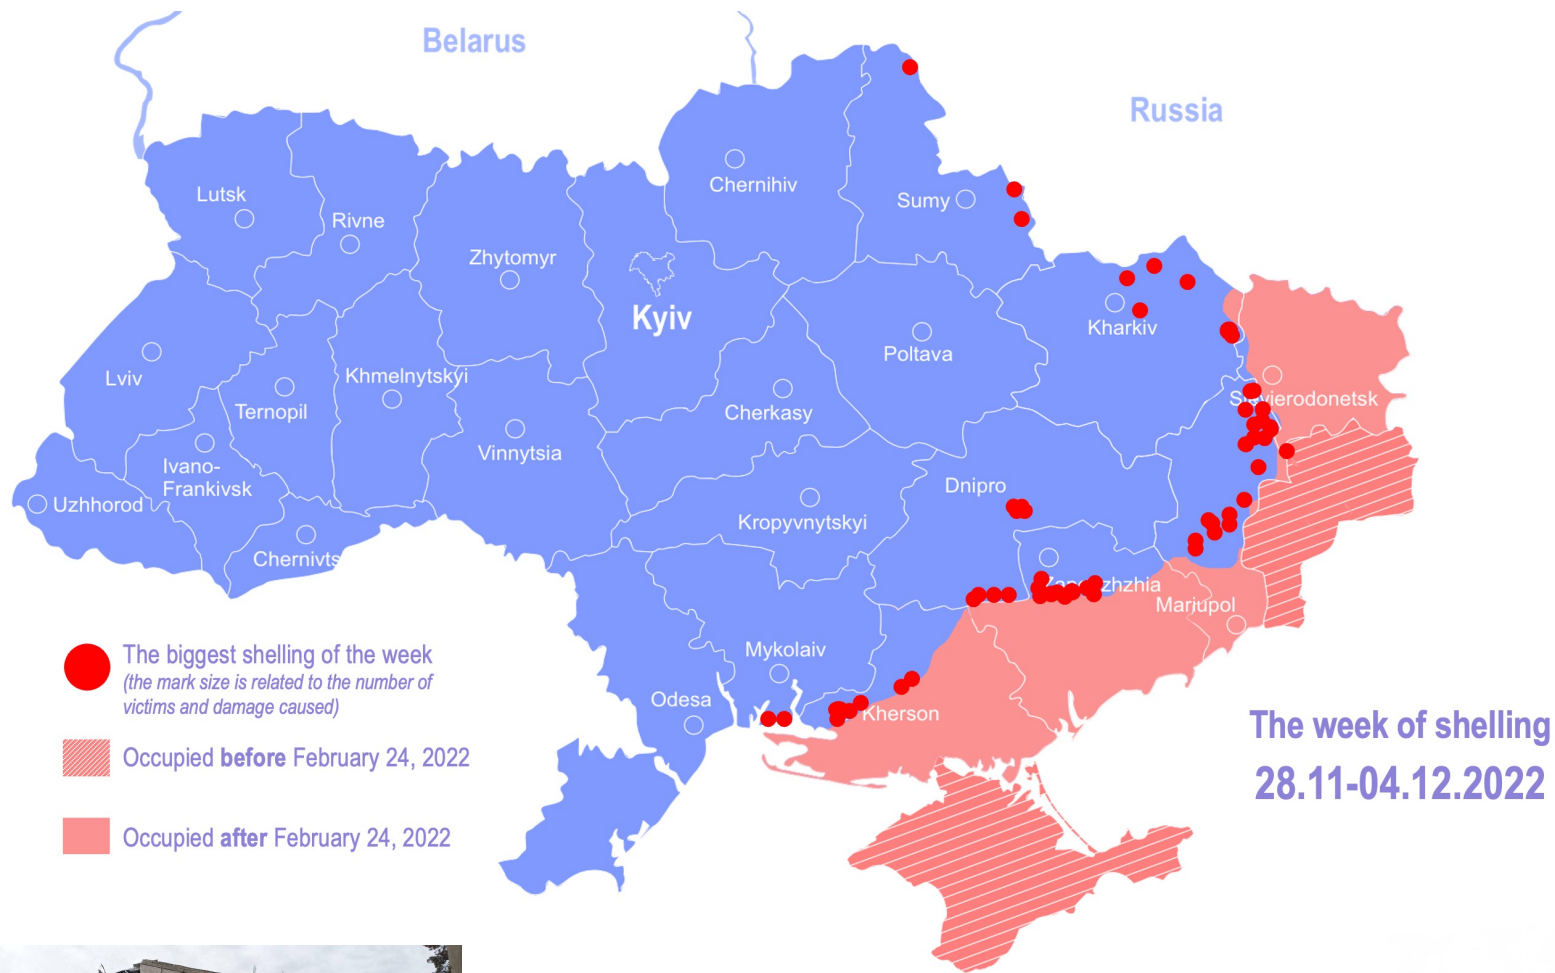 Belarus
Russia
Chernihiv
Lutsk
Sumy
Rivne
Zhytomyr
Kyiv
Kharkiv
Poltava
Lviv
Khmelnytskyi
Ternopil
Cherkasy
Vinnytsia
Ivano-
Frankivsk
Dnipro
Uzhhorod
Kropyvnytskyi
Chernivts
Mariupol
Mykolaiv
Odesa
Kherson
The biggest shelling of the week
(the mark size is related to the number of
victims and damage caused)
Occupied before February 24, 2022
Occupied after February 24, 2022
The week of shelling
28.11-04.12.2022